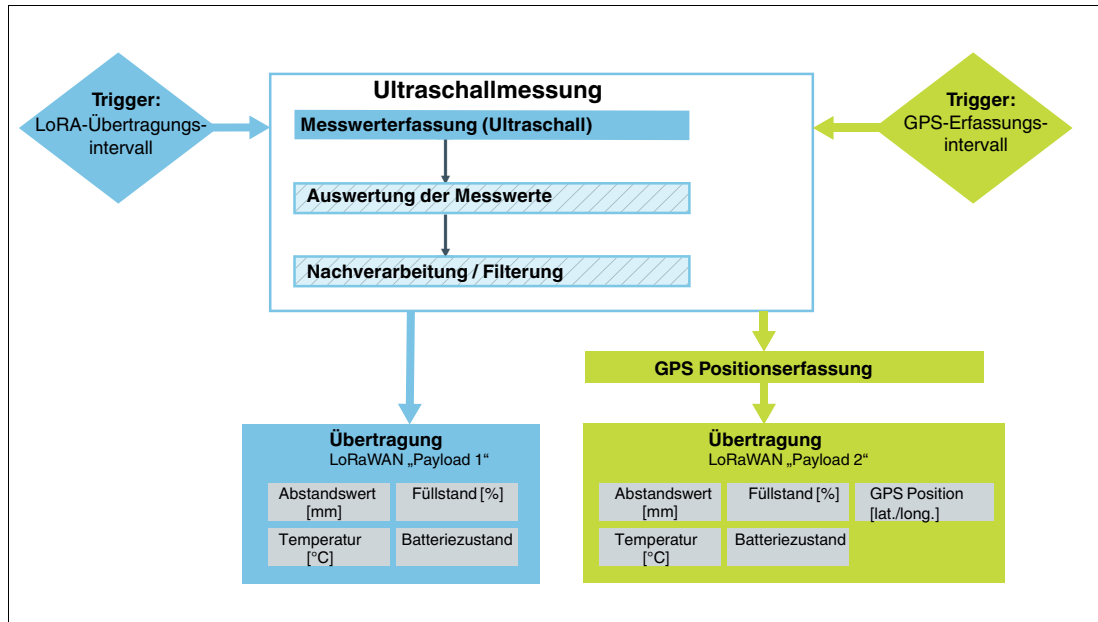 Trigger:
LoRA-Übertragungs-
intervall
Ultraschallmessung
Messwerterfassung (Ultraschall)
Auswertung der Messwerte
Nachverarbeitung / Filterung
Trigger:
GPS-Erfassungs-
intervall
GPS Positionserfassung
Übertragung
LoRaWAN „Payload 1“
Abstandswert
[mm]
Füllstand [%]
Temperatur
[°C]
Batteriezustand
Übertragung
LoRaWAN „Payload 2“
Abstandswert
[mm]
Füllstand [%]
GPS Position
[lat./long.]
Temperatur
[°C]
Batteriezustand